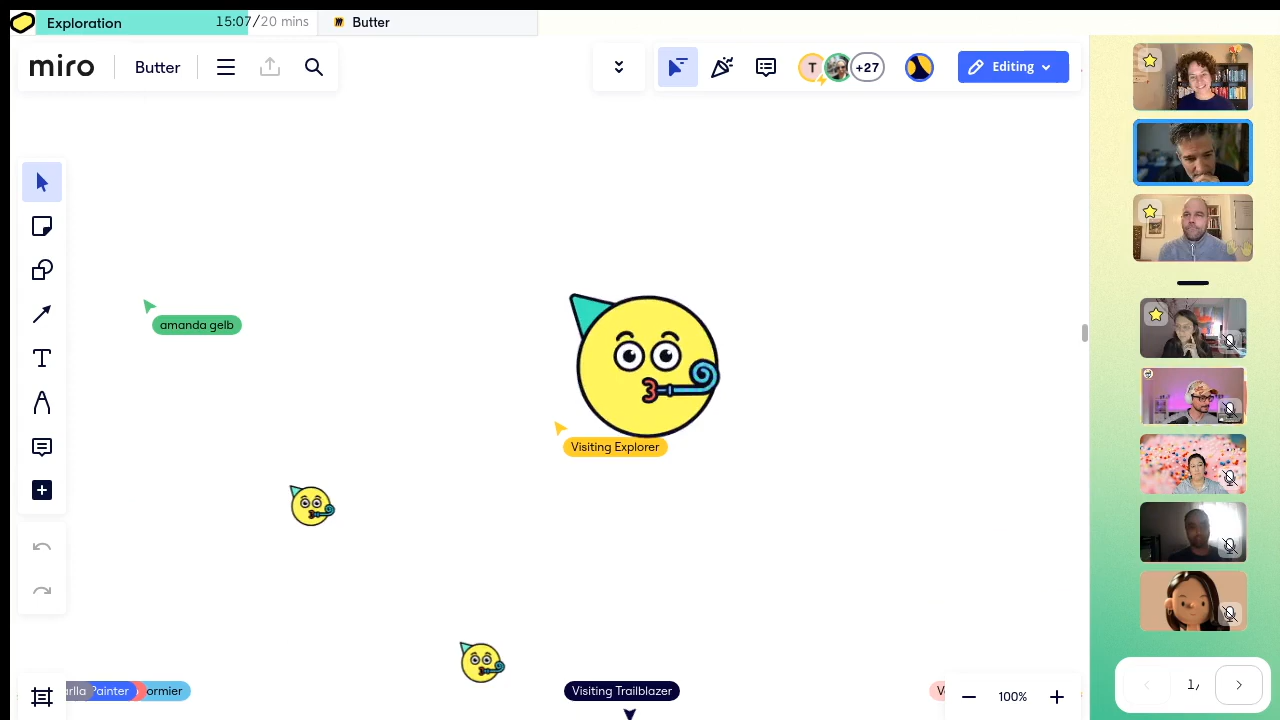 Exploration 15:07/20 mins Butter
miro Butter T +27 Editing
amanda gelb
Visiting Explorer
Painter ormier Visiting Trailblazer
100% 1/